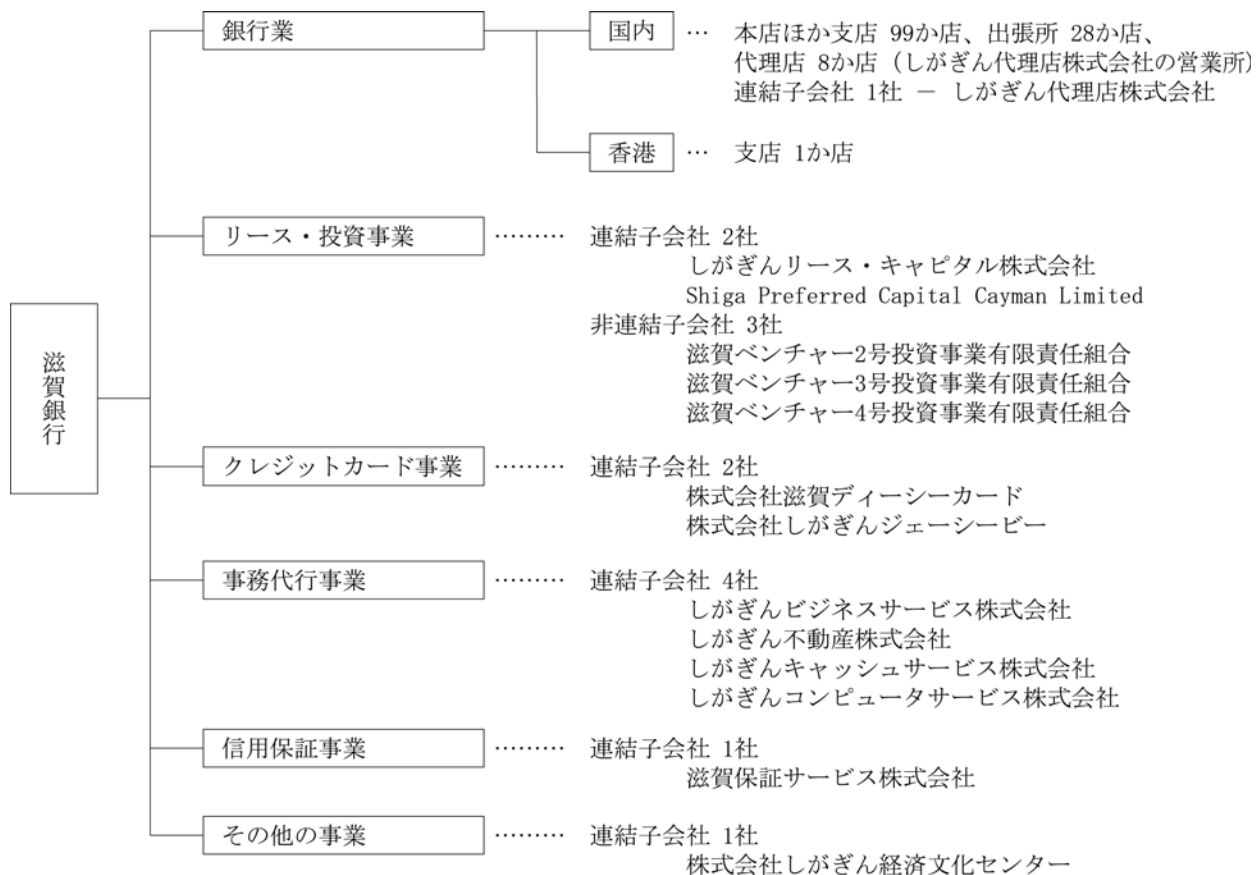 銀行業
国内 … 本店ほか支店 99か店、出張所 28か店、
代理店 8か店（しがぎん代理店株式会社の営業所）
連結子会社 1社 － しがぎん代理店株式会社
香港 … 支店 1か店
リース・投資事業 ……… 連結子会社 2社
しがぎんリース・キャピタル株式会社
Shiga Preferred Capital Cayman Limited
非連結子会社 3社
滋賀ベンチャー2号投資事業有限責任組合
滋賀ベンチャー3号投資事業有限責任組合
滋賀ベンチャー4号投資事業有限責任組合
滋賀銀行
クレジットカード事業 ……… 連結子会社 2社
株式会社滋賀ディーシーカード
株式会社しがぎんジェーシービー
事務代行事業 ……… 連結子会社 4社
しがぎんビジネスサービス株式会社
しがぎん不動産株式会社
しがぎんキャッシュサービス株式会社
しがぎんコンピュータサービス株式会社
信用保証事業 ……… 連結子会社 1社
滋賀保証サービス株式会社
その他の事業 ……… 連結子会社 1社
株式会社しがぎん経済文化センター